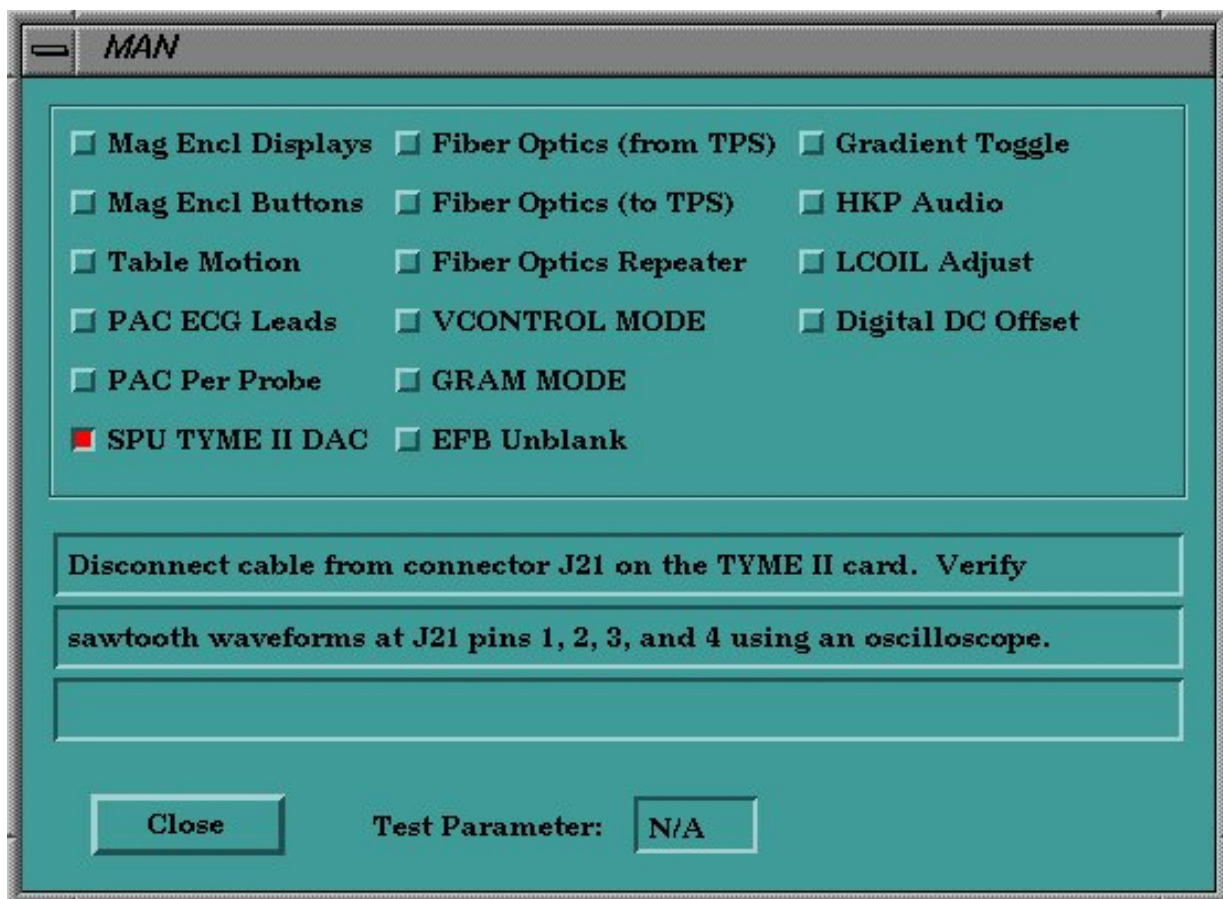 MAN
Mag Encl Displays
Fiber Optics (from TPS)
Gradient Toggle
Mag Encl Buttons
Fiber Optics (to TPS)
HKP Audio
Table Motion
Fiber Optics Repeater
LCOIL Adjust
PAC ECG Leads
VCONTROL MODE
Digital DC Offset
PAC Per Probe
GRAM MODE
SPU TYME II DAC
EFB Unblank
Disconnect cable from connector J21 on the TYME II card.  Verify
sawtooth waveforms at J21 pins 1, 2, 3, and 4 using an oscilloscope.
Close
Test Parameter:
N/A